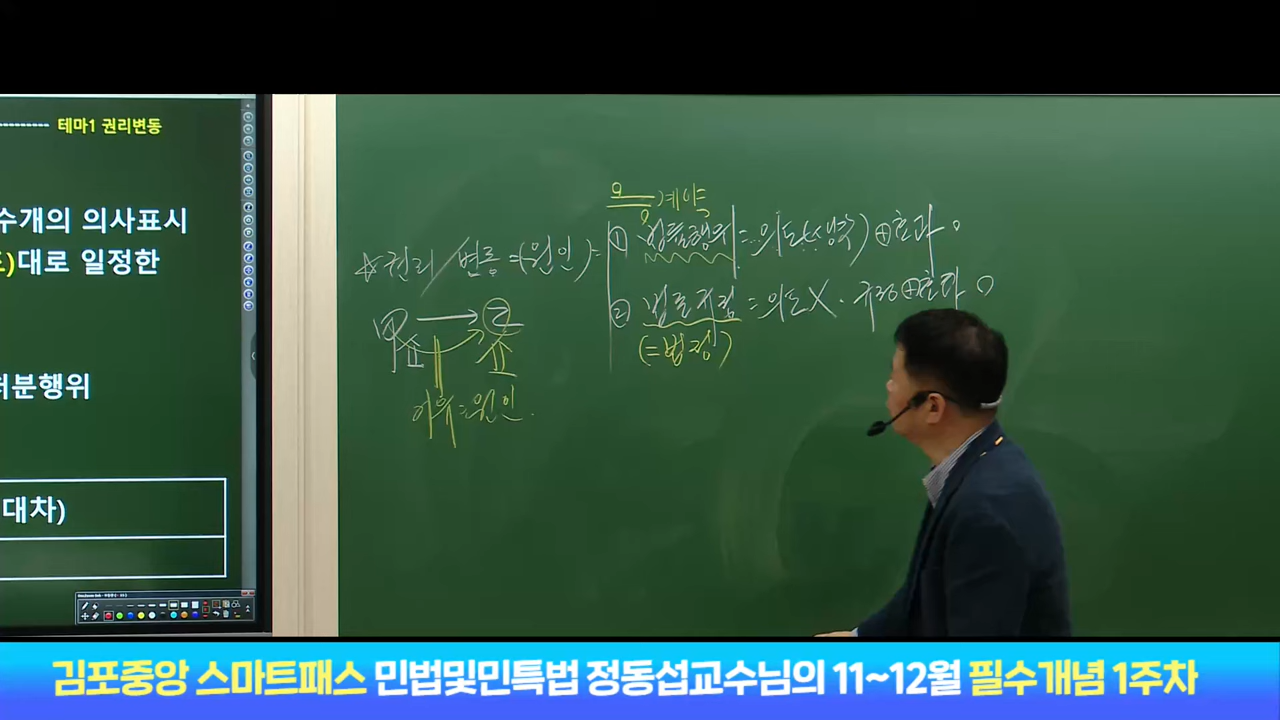 테마1 권리변동
수개의 의사표시
)대로 일정한
처분행위
대차)
계약
☆권리 변동=(원인)=
① 법률행위=의도(생각)⊕효과 ○
② 법률규정=의도X·규정⊕효과 ○
(=법정)
甲 → 乙
소 소
이유=원인.
김포중앙 스마트패스 민법및민특법 정동섭교수님의 11~12월 필수개념 1주차